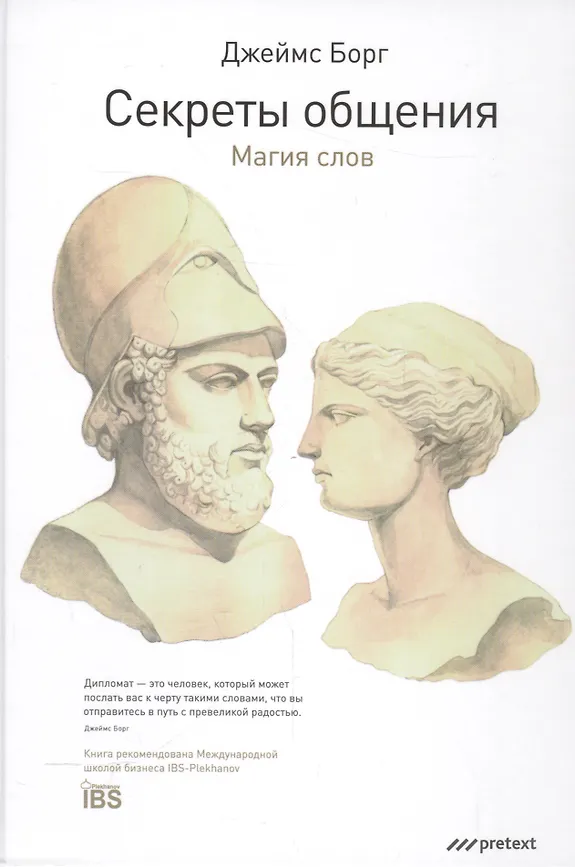 Джеймс Борг
Секреты общения
Магия слов
Дипломат — это человек, который может
послать вас к черту такими словами, что вы
отправитесь в путь с превеликой радостью.
Джеймс Борг
Книга рекомендована Международной
школой бизнеса IBS-Plekhanov
Plekhanov
IBS
///pretext